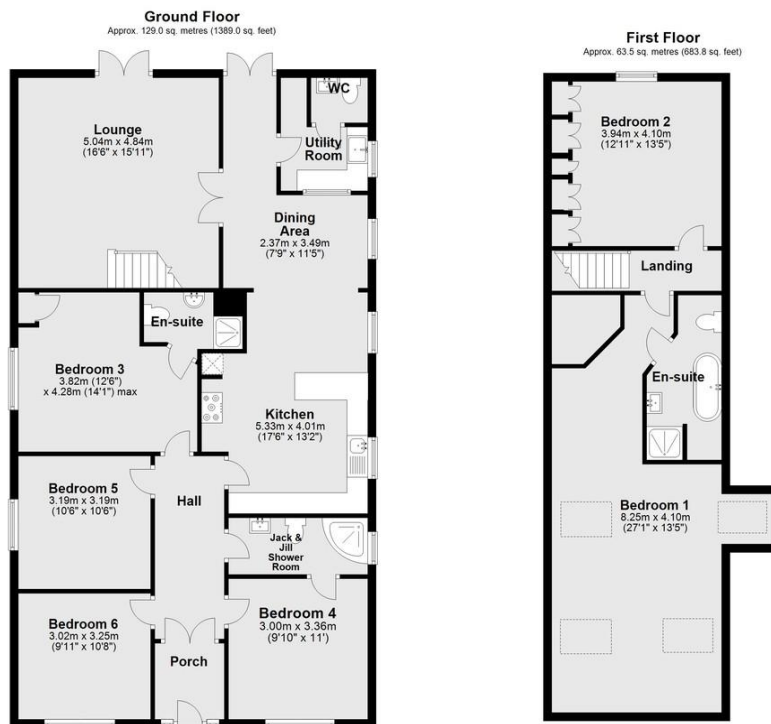 Ground Floor
Approx. 129.0 sq. metres (1389.0 sq. feet)
WC
Lounge
5.04m x 4.84m
(16'6" x 15'11")
Utility
Room
Dining
Area
2.37m x 3.49m
(7'9" x 11'5")
En-suite
Bedroom 3
3.82m (12'6")
x 4.28m (14'1") max
Kitchen
5.33m x 4.01m
(17'6" x 13'2")
Bedroom 5
3.19m x 3.19m
(10'6" x 10'6")
Hall
Jack &
Jill
Shower
Room
Bedroom 6
3.02m x 3.25m
(9'11" x 10'8")
Bedroom 4
3.00m x 3.36m
(9'10" x 11')
Porch
First Floor
Approx. 63.5 sq. metres (683.8 sq. feet)
Bedroom 2
3.94m x 4.10m
(12'11" x 13'5")
Landing
En-suite
Bedroom 1
8.25m x 4.10m
(27'1" x 13'5")